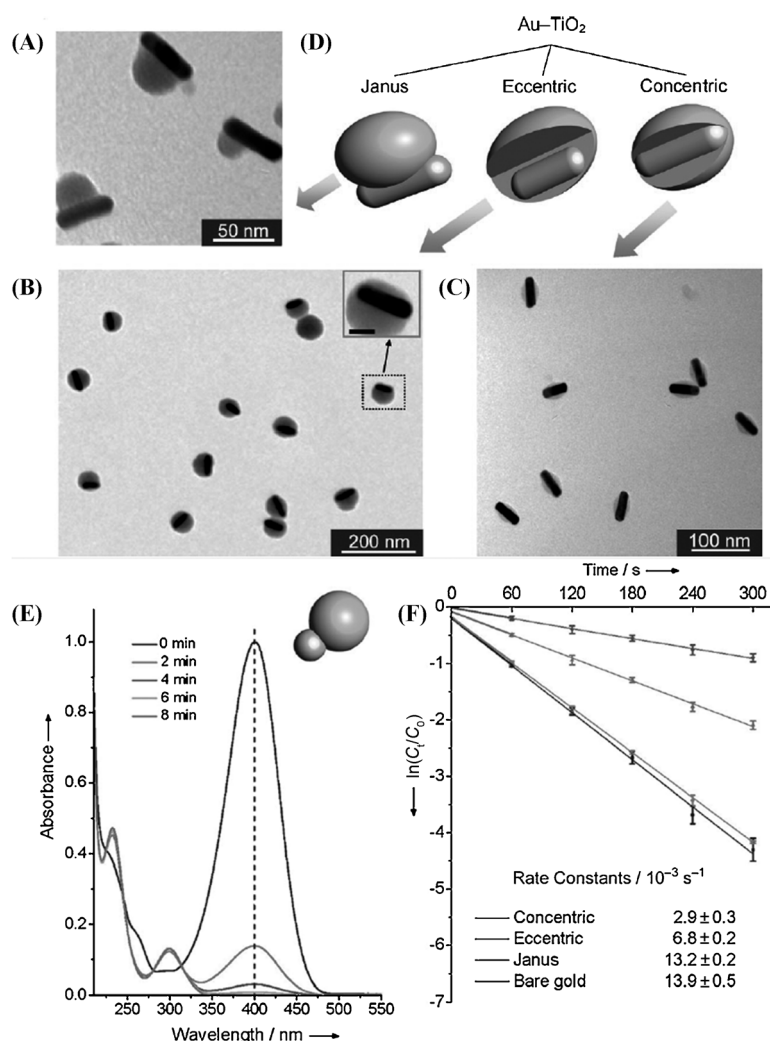 (A)
50 nm
(D)
Au–TiO2
Janus
Eccentric
Concentric
(B)
200 nm
(C)
100 nm
(E)
1.0
0.8
0.6
0.4
0.2
0.0
Absorbance
0 min
2 min
4 min
6 min
8 min
250 300 350 400 450 500 550
Wavelength / nm
(F)
Time / s
0 60 120 180 240 300
0
-1
-2
-3
-4
-5
-6
-7
ln(Ct/C0)
Rate Constants / 10⁻³ s⁻¹
Concentric 2.9 ± 0.3
Eccentric 6.8 ± 0.2
Janus 13.2 ± 0.2
Bare gold 13.9 ± 0.5